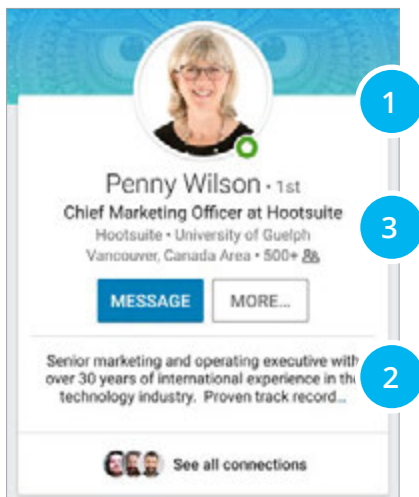 1
Penny Wilson • 1st
Chief Marketing Officer at Hootsuite
3
Hootsuite • University of Guelph
Vancouver, Canada Area • 500+
MESSAGE MORE...
Senior marketing and operating executive with
over 30 years of international experience in the
2
technology industry. Proven track record...
See all connections